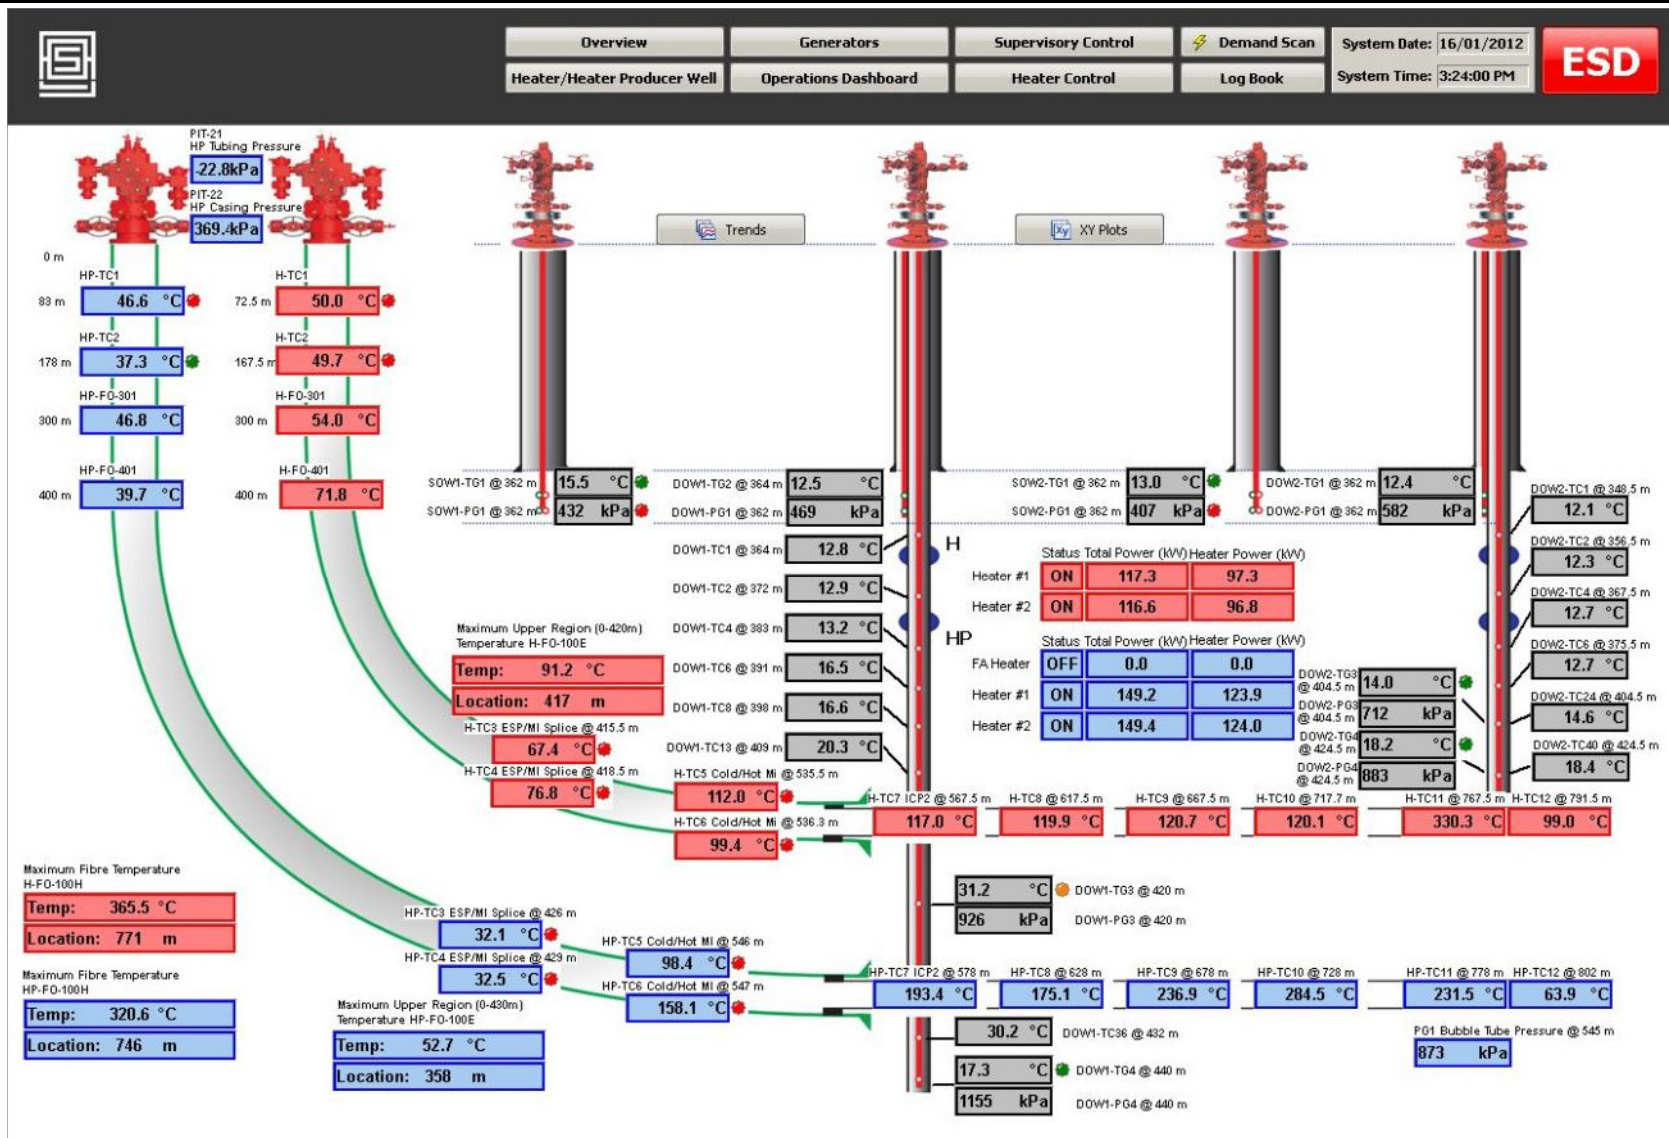 Overview
Generators
Supervisory Control
Demand Scan
System Date: 16/01/2012
ESD
Heater/Heater Producer Well
Operations Dashboard
Heater Control
Log Book
System Time: 3:24:00 PM
PIT-21
HP Tubing Pressure
-22.8kPa
PIT-22
HP Casing Pressure
369.4kPa
Trends
XY Plots
0 m
HP-TC1
83 m 46.6 °C
H-TC1
72.5 m 50.0 °C
HP-TC2
178 m 37.3 °C
H-TC2
167.5 m 49.7 °C
HP-FO-301
300 m 46.8 °C
H-FO-301
300 m 54.0 °C
HP-FO-401
400 m 39.7 °C
H-FO-401
400 m 71.8 °C
SOW1-TG1 @ 362 m 15.5 °C
SOW1-PG1 @ 362 m 432 kPa
DOW1-TG2 @ 364 m 12.5 °C
DOW1-PG1 @ 362 m 469 kPa
SOW2-TG1 @ 362 m 13.0 °C
SOW2-PG1 @ 362 m 407 kPa
DOW2-TG1 @ 362 m 12.4 °C
DOW2-PG1 @ 362 m 582 kPa
DOW1-TC1 @ 364 m 12.8 °C
DOW1-TC2 @ 372 m 12.9 °C
DOW1-TC4 @ 383 m 13.2 °C
DOW1-TC6 @ 391 m 16.5 °C
DOW1-TC8 @ 398 m 16.6 °C
DOW1-TC13 @ 409 m 20.3 °C
H
Status Total Power (kW) Heater Power (kW)
Heater #1 ON 117.3 97.3
Heater #2 ON 116.6 96.8
HP
Status Total Power (kW) Heater Power (kW)
FA Heater OFF 0.0 0.0
Heater #1 ON 149.2 123.9
Heater #2 ON 149.4 124.0
DOW2-TC1 @ 348.5 m
12.1 °C
DOW2-TC2 @ 356.5 m
12.3 °C
DOW2-TC4 @ 367.5 m
12.7 °C
DOW2-TC6 @ 375.5 m
12.7 °C
DOW2-TC24 @ 404.5 m
14.6 °C
DOW2-TC40 @ 424.5 m
18.4 °C
DOW2-TG3
@ 404.5 m 14.0 °C
DOW2-PG3
@ 404.5 m 712 kPa
DOW2-TG4
@ 424.5 m 18.2 °C
DOW2-PG4
@ 424.5 m 883 kPa
Maximum Upper Region (0-420m)
Temperature H-FO-100E
Temp: 91.2 °C
Location: 417 m
H-TC3 ESP/MI Splice @ 415.5 m
67.4 °C
H-TC4 ESP/MI Splice @ 418.5 m
76.8 °C
H-TC5 Cold/Hot Mi @ 535.5 m
112.0 °C
H-TC6 Cold/Hot Mi @ 536.3 m
99.4 °C
H-TC7 ICP2 @ 567.5 m
117.0 °C
H-TC8 @ 617.5 m
119.9 °C
H-TC9 @ 667.5 m
120.7 °C
H-TC10 @ 717.7 m
120.1 °C
H-TC11 @ 767.5 m
330.3 °C
H-TC12 @ 791.5 m
99.0 °C
Maximum Fibre Temperature
H-FO-100H
Temp: 365.5 °C
Location: 771 m
Maximum Fibre Temperature
HP-FO-100H
Temp: 320.6 °C
Location: 746 m
31.2 °C DOW1-TG3 @ 420 m
926 kPa DOW1-PG3 @ 420 m
HP-TC3 ESP/MI Splice @ 426 m
32.1 °C
HP-TC4 ESP/MI Splice @ 429 m
32.5 °C
HP-TC5 Cold/Hot MI @ 546 m
98.4 °C
HP-TC6 Cold/Hot MI @ 547 m
158.1 °C
HP-TC7 ICP2 @ 578 m
193.4 °C
HP-TC8 @ 628 m
175.1 °C
HP-TC9 @ 678 m
236.9 °C
HP-TC10 @ 728 m
284.5 °C
HP-TC11 @ 778 m
231.5 °C
HP-TC12 @ 802 m
63.9 °C
Maximum Upper Region (0-430m)
Temperature HP-FO-100E
Temp: 52.7 °C
Location: 358 m
30.2 °C DOW1-TC36 @ 432 m
17.3 °C DOW1-TG4 @ 440 m
1155 kPa DOW1-PG4 @ 440 m
PG1 Bubble Tube Pressure @ 545 m
873 kPa